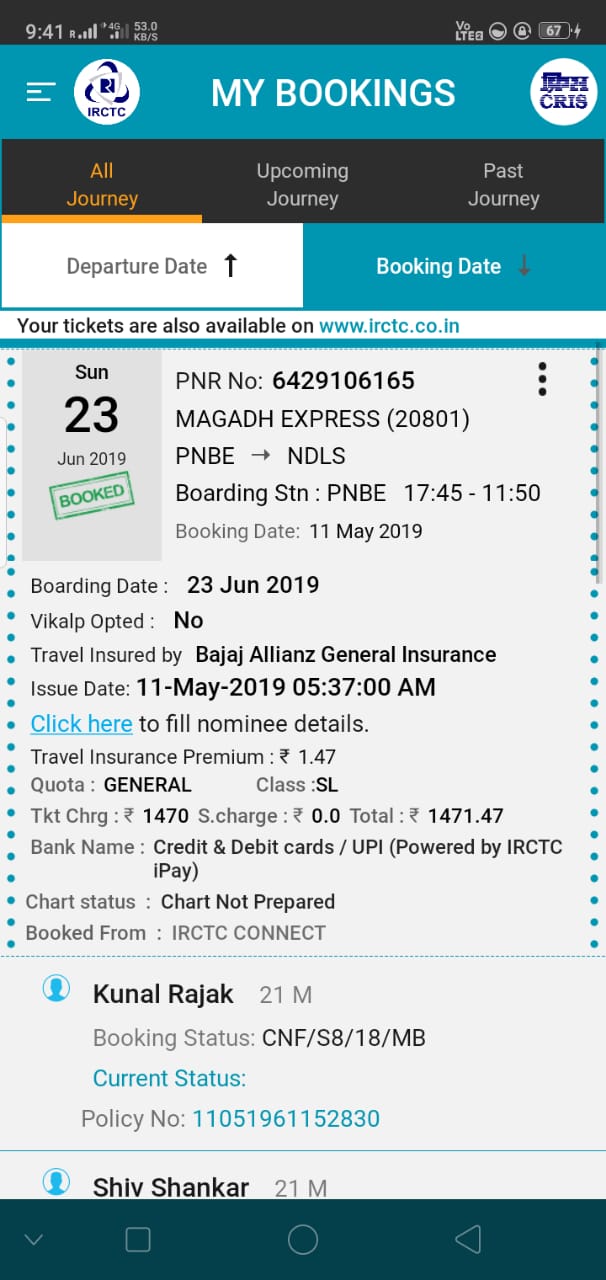 9:41 R 4G 53.0 KB/S VoLTE2 67
IRCTC
MY BOOKINGS
CRIS
All Journey
Upcoming Journey
Past Journey
Departure Date ↑
Booking Date ↓
Your tickets are also available on www.irctc.co.in
Sun
23
Jun 2019
BOOKED
PNR No: 6429106165
MAGADH EXPRESS (20801)
PNBE → NDLS
Boarding Stn : PNBE 17:45 - 11:50
Booking Date: 11 May 2019
Boarding Date : 23 Jun 2019
Vikalp Opted : No
Travel Insured by Bajaj Allianz General Insurance
Issue Date: 11-May-2019 05:37:00 AM
Click here to fill nominee details.
Travel Insurance Premium : ₹ 1.47
Quota : GENERAL Class :SL
Tkt Chrg : ₹ 1470 S.charge : ₹ 0.0 Total : ₹ 1471.47
Bank Name : Credit & Debit cards / UPI (Powered by IRCTC
iPay)
Chart status : Chart Not Prepared
Booked From : IRCTC CONNECT
Kunal Rajak 21 M
Booking Status: CNF/S8/18/MB
Current Status:
Policy No: 11051961152830
Shiv Shankar 21 M